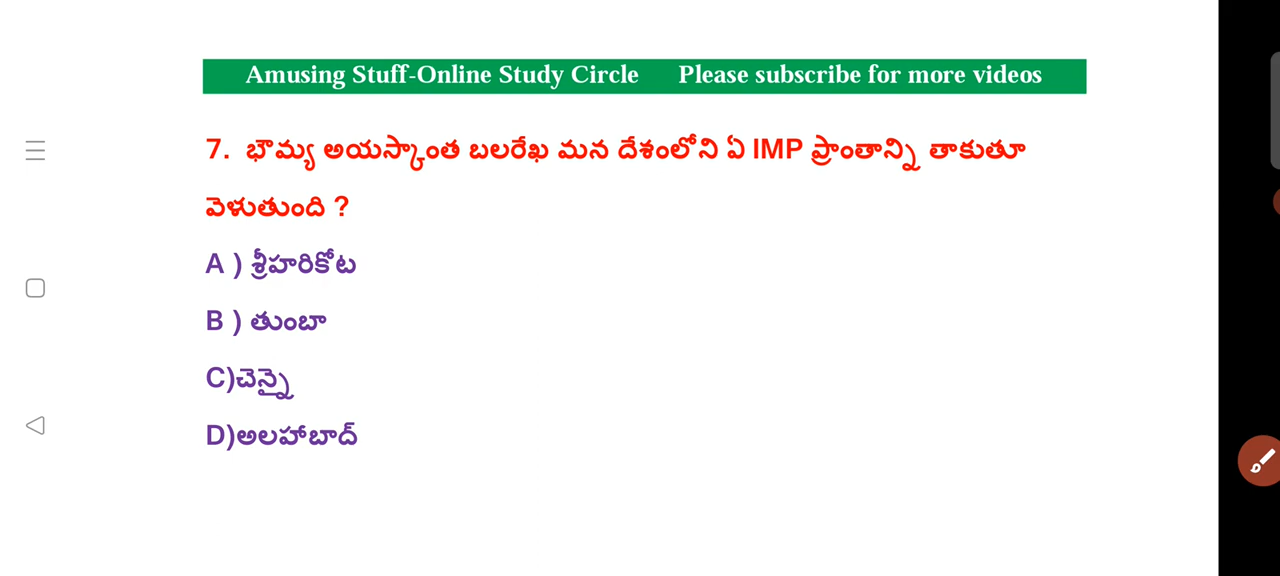 Amusing Stuff-Online Study Circle Please subscribe for more videos
7. భౌమ్య అయస్కాంత బలరేఖ మన దేశంలోని ఏ IMP ప్రాంతాన్ని తాకుతూ
వెళుతుంది ?
A ) శ్రీహరికోట
B ) తుంబా
C)చెన్నై
D)అలహాబాద్